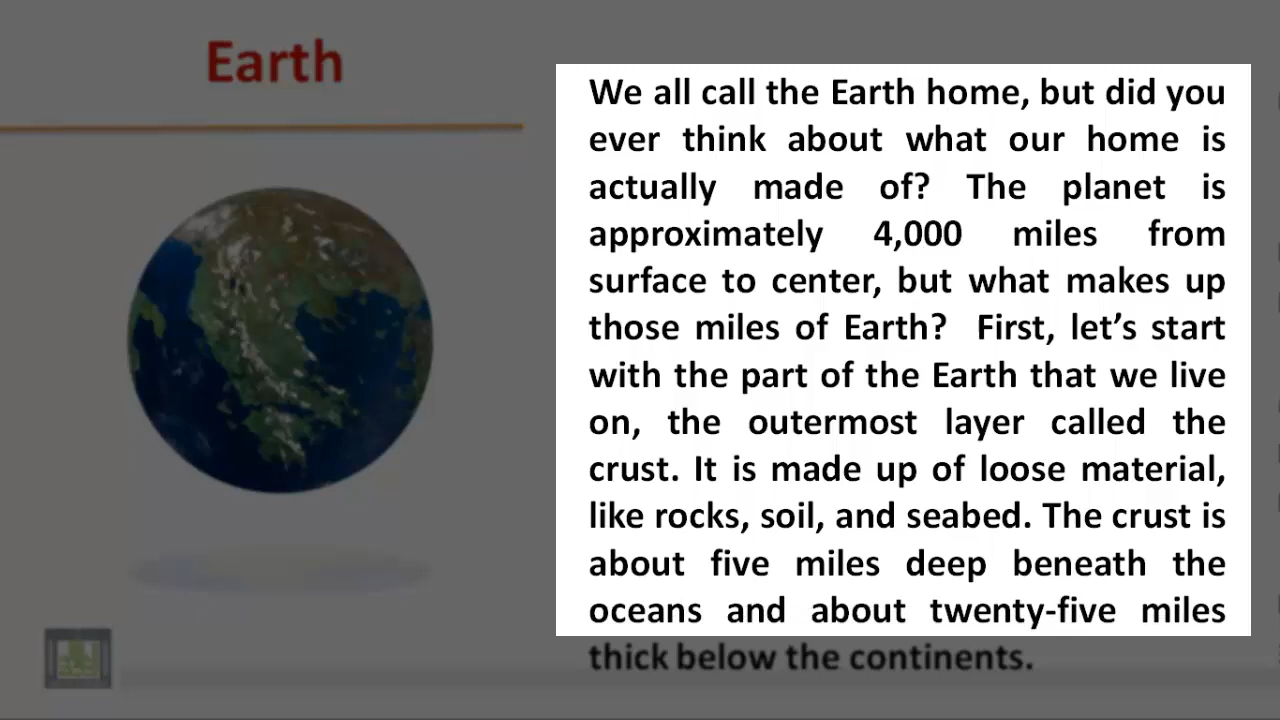 Earth
We all call the Earth home, but did you
ever think about what our home is
actually made of? The planet is
approximately 4,000 miles from
surface to center, but what makes up
those miles of Earth? First, let’s start
with the part of the Earth that we live
on, the outermost layer called the
crust. It is made up of loose material,
like rocks, soil, and seabed. The crust is
about five miles deep beneath the
oceans and about twenty-five miles
thick below the continents.